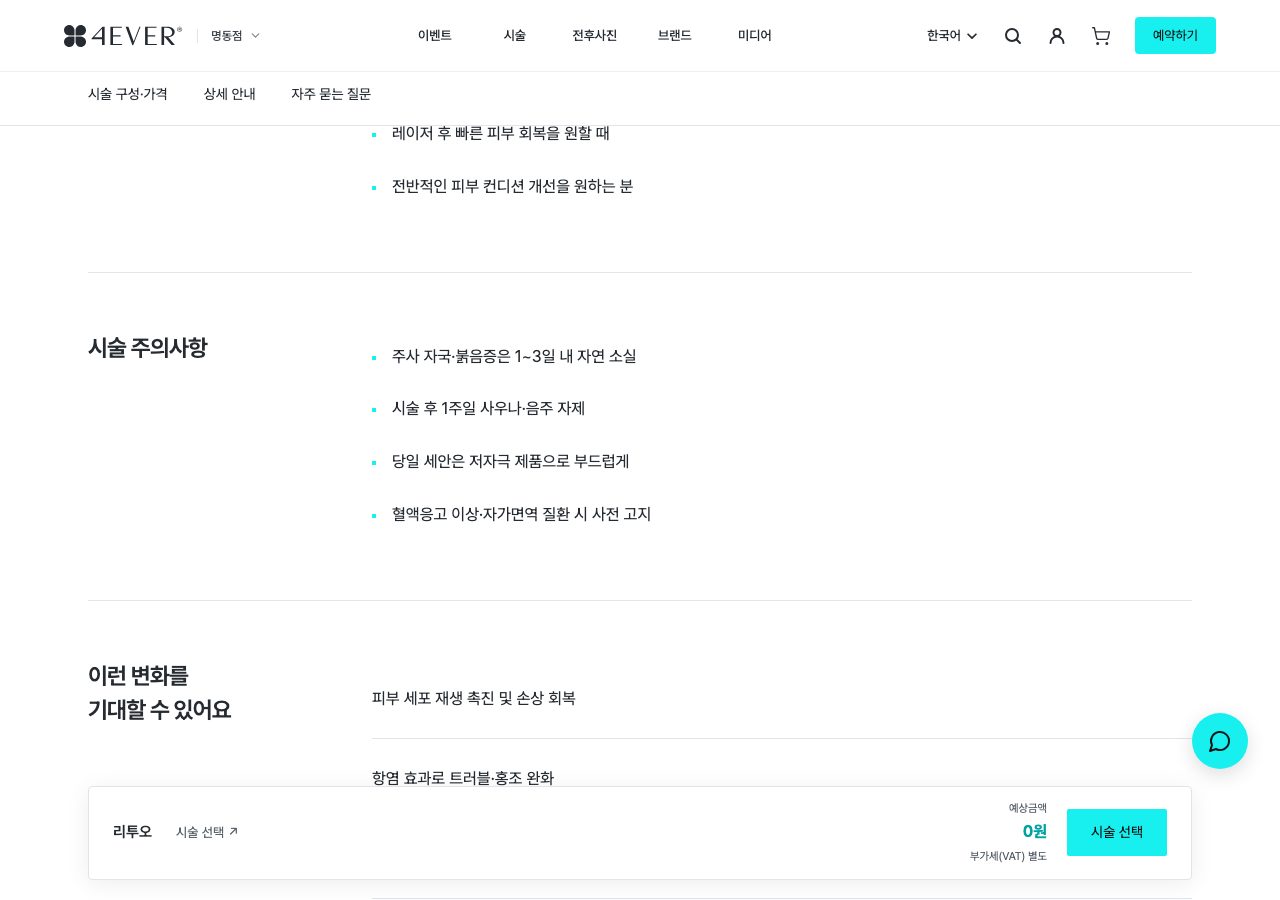 4EVER®
명동점
이벤트
시술
전후사진
브랜드
미디어
한국어
예약하기
시술 구성·가격
상세 안내
자주 묻는 질문
레이저 후 빠른 피부 회복을 원할 때
전반적인 피부 컨디션 개선을 원하는 분
시술 주의사항
주사 자국·붉음증은 1~3일 내 자연 소실
시술 후 1주일 사우나·음주 자제
당일 세안은 저자극 제품으로 부드럽게
혈액응고 이상·자가면역 질환 시 사전 고지
이런 변화를
기대할 수 있어요
피부 세포 재생 촉진 및 손상 회복
항염 효과로 트러블·홍조 완화
리투오
시술 선택 ↗
예상금액
0원
부가세(VAT) 별도
시술 선택